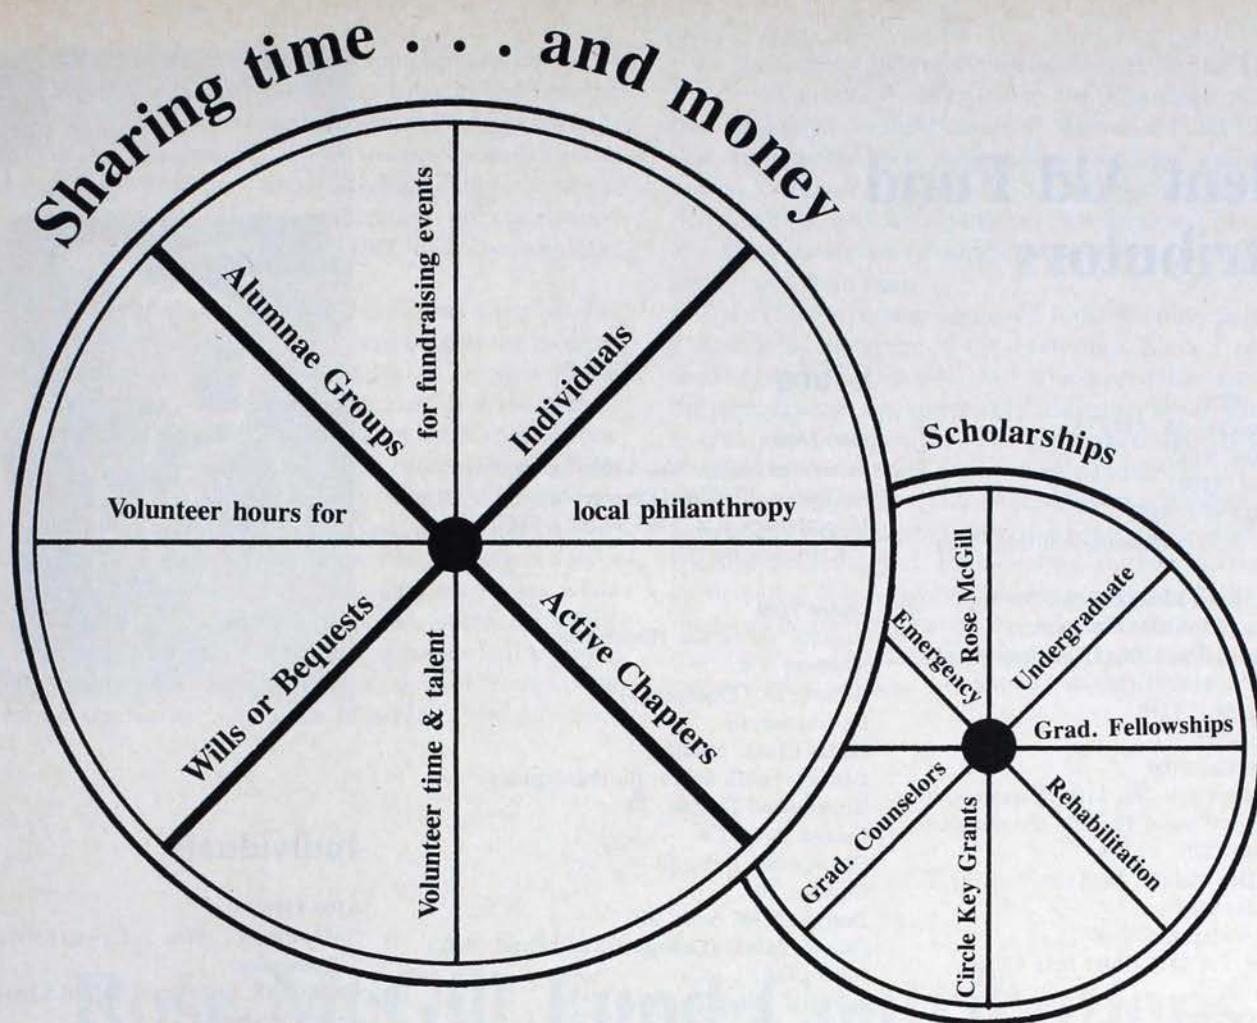 Sharing time . . . and money
Alumnae Groups
for fundraising events
Individuals
Volunteer hours for
local philanthropy
Wills or Bequests
Volunteer time & talent
Active Chapters
Scholarships
Emergency
Rose McGill
Undergraduate
Grad. Fellowships
Grad. Counselors
Circle Key Grants
Rehabilitation